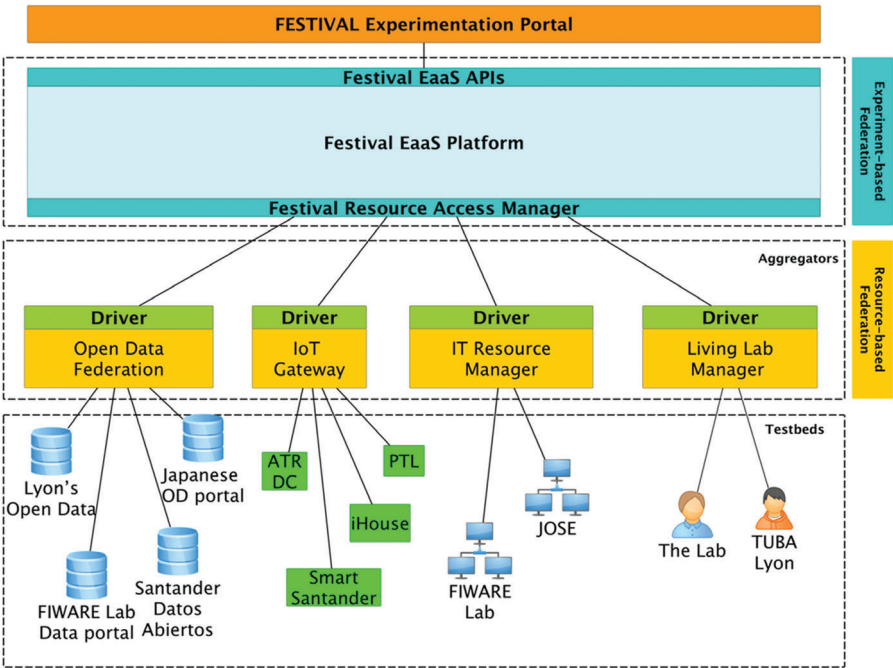 FESTIVAL Experimentation Portal
Festival EaaS APIs
Festival EaaS Platform
Festival Resource Access Manager
Experiment-based
Federation
Aggregators
Resource-based
Federation
Driver
Open Data
Federation
Driver
IoT
Gateway
Driver
IT Resource
Manager
Driver
Living Lab
Manager
Testbeds
Lyon's
Open Data
Japanese
OD portal
FIWARE Lab
Data portal
Santander
Datos
Abiertos
ATR
DC
PTL
iHouse
Smart
Santander
FIWARE
Lab
JOSE
The Lab
TUBA
Lyon